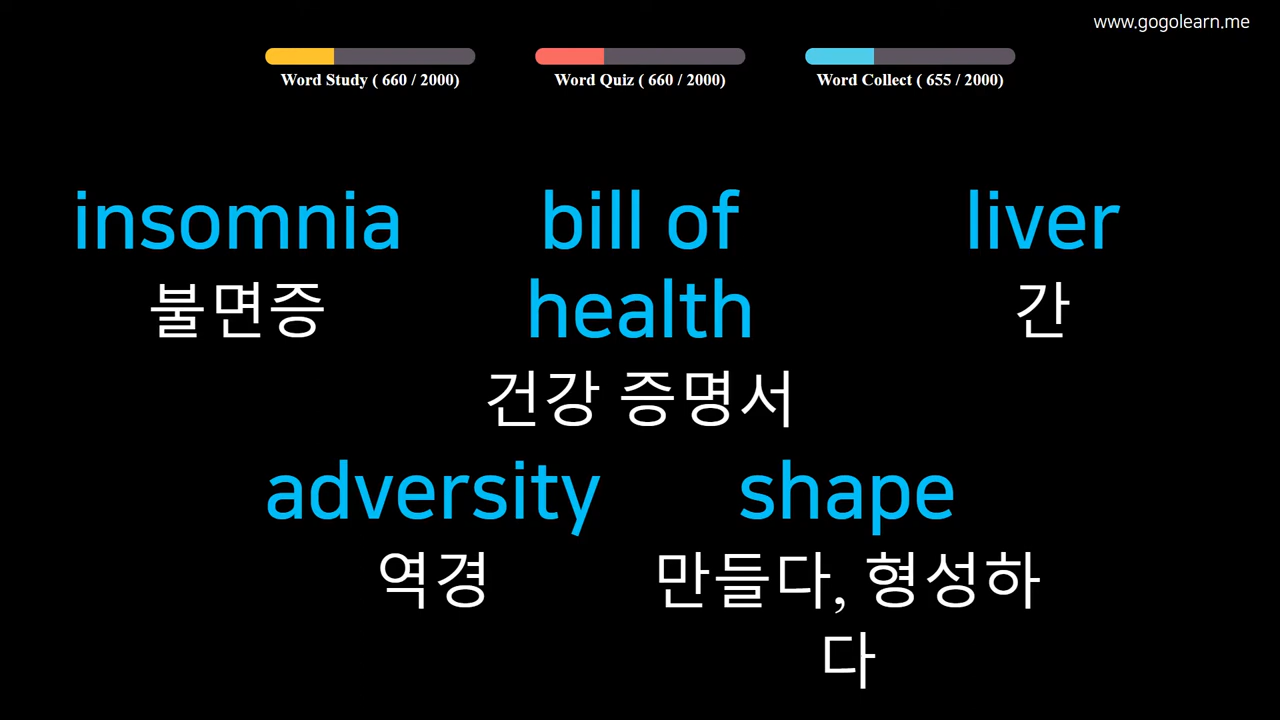 www.gogolearn.me
Word Study ( 660 / 2000)
Word Quiz ( 660 / 2000)
Word Collect ( 655 / 2000)
insomnia
불면증
bill of
health
건강 증명서
liver
간
adversity
역경
shape
만들다, 형성하
다